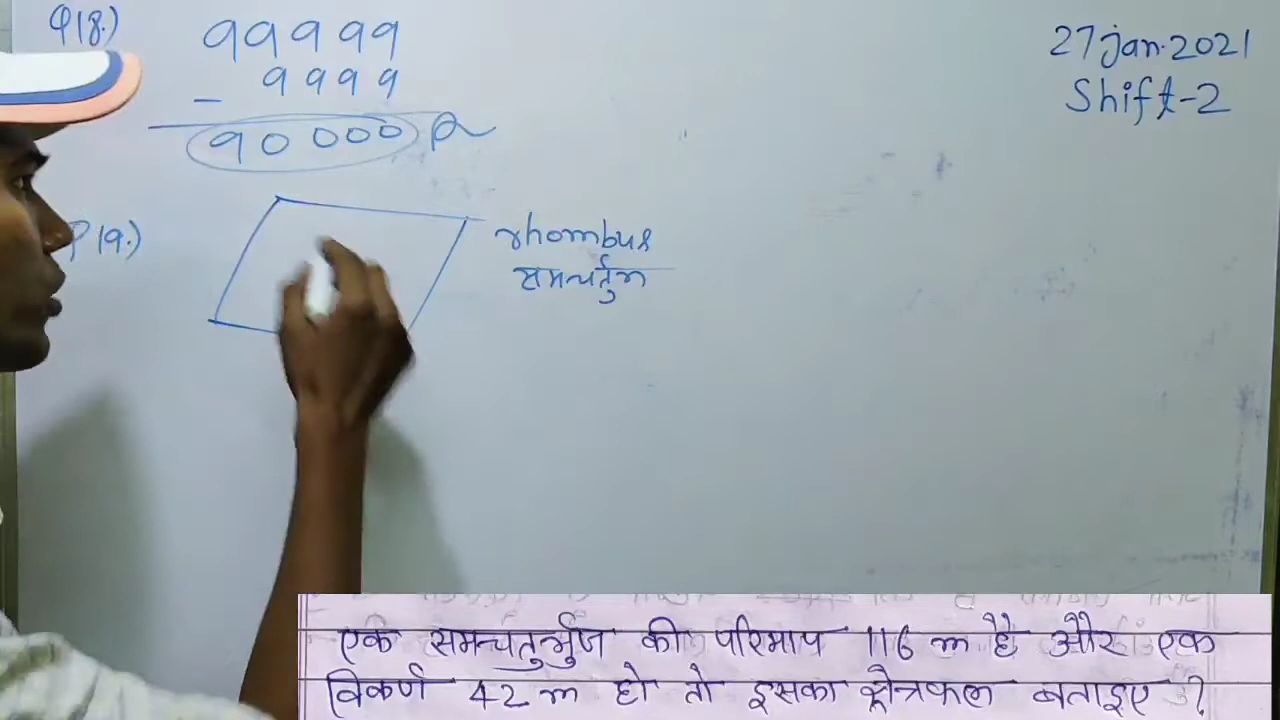 Q18.)
99999
- 9999
90000
27 jan. 2021
Shift-2
Q19.)
rhombus
समचर्तुज
एक समचतुर्भुज की परिमाप 116 m है और एक
विकर्ण 42 m हो तो इसका क्षेत्रफल बताइए ?